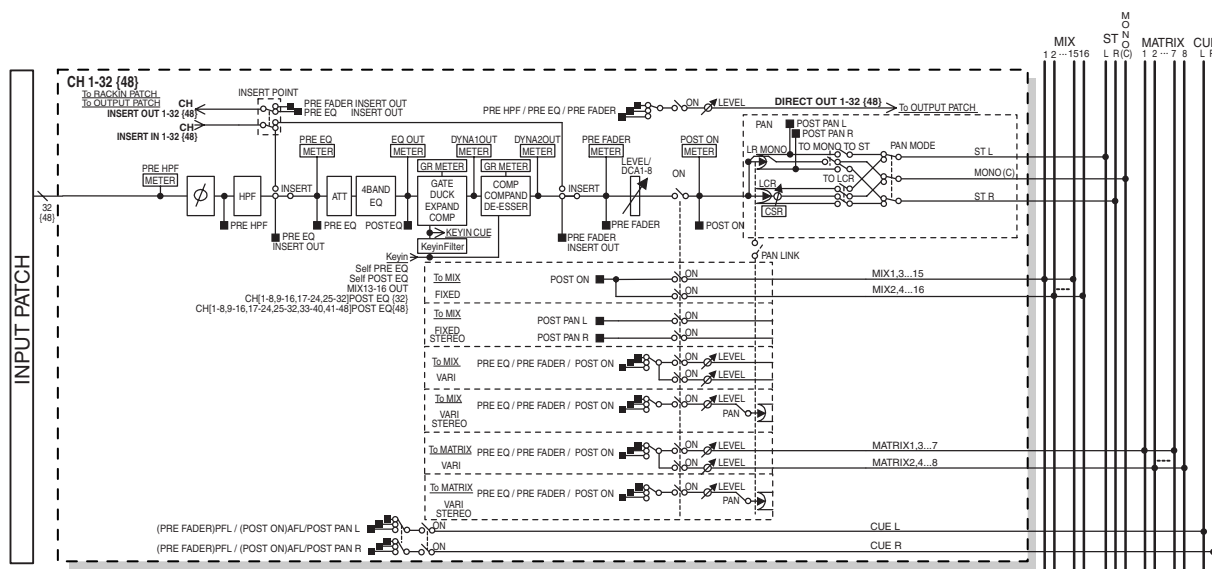 MONO(C)
MIX
ST
MATRIX
CUE
1 2 ··· 15 16
L R
1 2 ··· 7 8
L
INPUT PATCH
CH 1-32 {48}
To RACKIN PATCH
To OUTPUT PATCH
CH
INSERT OUT 1-32 {48}
CH
INSERT IN 1-32 {48}
INSERT POINT
PRE FADER INSERT OUT
PRE EQ INSERT OUT
PRE HPF / PRE EQ / PRE FADER
ON
LEVEL
DIRECT OUT 1-32 {48}
To OUTPUT PATCH
PRE HPF
METER
PRE EQ
METER
EQ OUT
METER
DYNA1OUT
METER
DYNA2OUT
METER
PRE FADER
METER
LEVEL/
DCA1-8
POST ON
METER
ON
PAN
POST PAN L
POST PAN R
LR MONO
TO MONO TO ST
PAN MODE
TO LCR
LCR
CSR
ST L
MONO (C)
ST R
32
{48}
Ø
HPF
INSERT
ATT
4BAND
EQ
GR METER
GATE
DUCK
EXPAND
COMP
GR METER
COMP
COMPAND
DE-ESSER
INSERT
PRE HPF
PRE EQ
INSERT OUT
PRE EQ
POST EQ
KEYIN CUE
KeyinFilter
PRE FADER
INSERT OUT
PRE FADER
POST ON
PAN LINK
Keyin
Self PRE EQ
Self POST EQ
MIX13-16 OUT
CH[1-8,9-16,17-24,25-32]POST EQ {32}
CH[1-8,9-16,17-24,25-32,33-40,41-48]POST EQ{48}
To MIX
FIXED
POST ON
ON
ON
MIX1,3...15
MIX2,4...16
To MIX
FIXED
STEREO
POST PAN L
POST PAN R
ON
ON
To MIX
VARI
PRE EQ / PRE FADER / POST ON
ON
LEVEL
ON
LEVEL
To MIX
VARI
STEREO
PRE EQ / PRE FADER / POST ON
ON
LEVEL
PAN
To MATRIX
VARI
PRE EQ / PRE FADER / POST ON
ON
LEVEL
ON
LEVEL
MATRIX1,3...7
MATRIX2,4...8
To MATRIX
VARI
STEREO
PRE EQ / PRE FADER / POST ON
ON
LEVEL
PAN
(PRE FADER)PFL / (POST ON)AFL/POST PAN L
ON
CUE L
(PRE FADER)PFL / (POST ON)AFL/POST PAN R
ON
CUE R